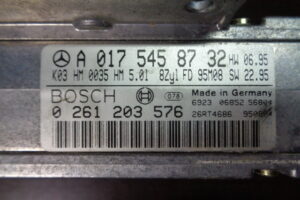 A 017 545 87 32 HW 06.95
K03 HM 0035 HM 5.01 8Zyl FD 95M08 SW 22.95
BOSCH 078 Made in Germany
6923 06852 56804
0 261 203 576 26RT4686